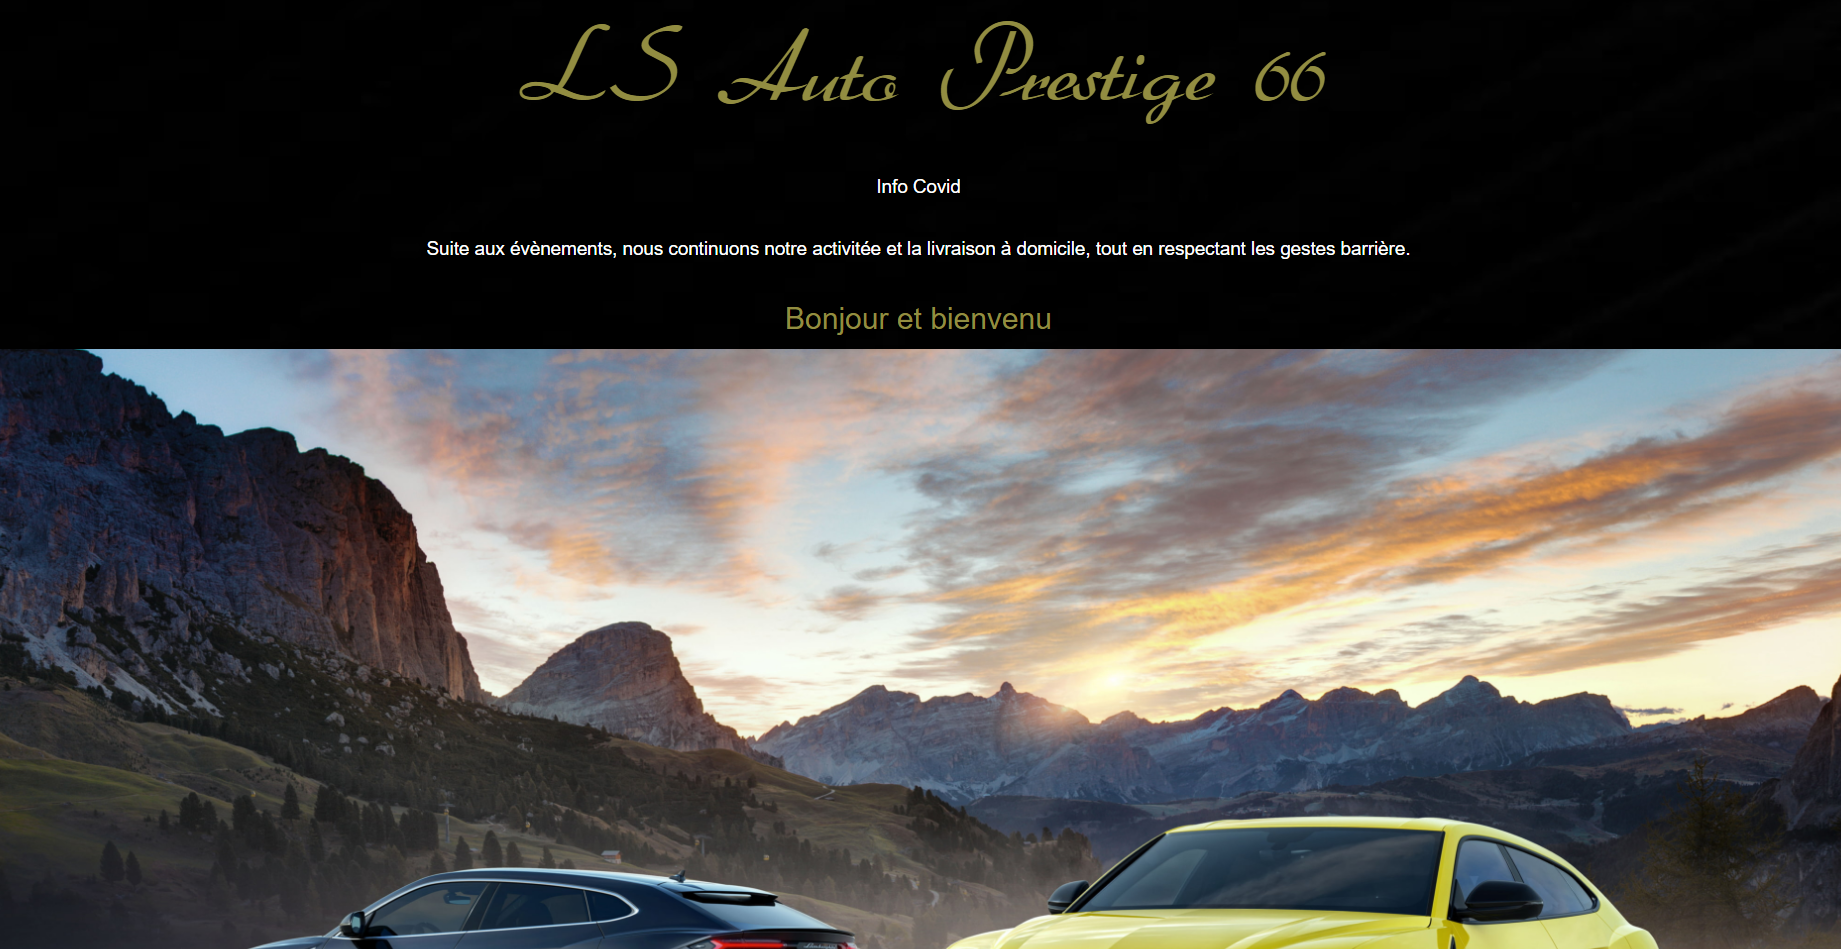 LS Auto Prestige 66
Info Covid
Suite aux évènements, nous continuons notre activitée et la livraison à domicile, tout en respectant les gestes barrière.
Bonjour et bienvenu